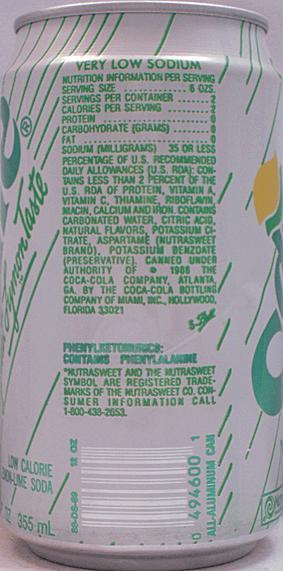 VERY LOW SODIUM
NUTRITION INFORMATION PER SERVING
SERVING SIZE ................ 6 OZS.
SERVINGS PER CONTAINER ........ 2
CALORIES PER SERVING .......... 2
PROTEIN ....................... 0
CARBOHYDRATE (GRAMS) .......... 0
FAT ........................... 0
SODIUM (MILLIGRAMS) 35 OR LESS
PERCENTAGE OF U.S. RECOMMENDED
DAILY ALLOWANCES (U.S. RDA): CON-
TAINS LESS THAN 2 PERCENT OF THE
U.S. RDA OF PROTEIN, VITAMIN A,
VITAMIN C, THIAMINE, RIBOFLAVIN,
NIACIN, CALCIUM AND IRON. CONTAINS
CARBONATED WATER, CITRIC ACID,
NATURAL FLAVORS, POTASSIUM CI-
TRATE, ASPARTAME (NUTRASWEET
BRAND), POTASSIUM BENZOATE
(PRESERVATIVE). CANNED UNDER
AUTHORITY OF © 1988 THE
COCA-COLA COMPANY, ATLANTA,
GA. BY THE COCA-COLA BOTTLING
COMPANY OF MIAMI, INC., HOLLYWOOD,
FLORIDA 33021
PHENYLKETONURICS:
CONTAINS PHENYLALANINE
*NUTRASWEET AND THE NUTRASWEET
SYMBOL ARE REGISTERED TRADE-
MARKS OF THE NUTRASWEET CO. CON-
SUMER INFORMATION CALL
1-800-438-2653.
12 OZ
0 494600 1
ALL-ALUMINUM CAN
LOW CALORIE
LEMON-LIME SODA
OZ 355 mL
®